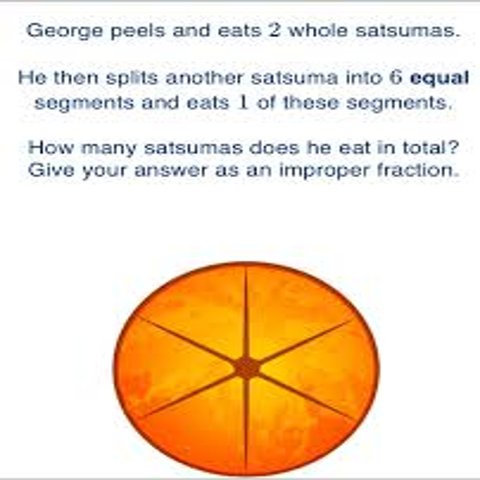 George peels and eats 2 whole satsumas.
He then splits another satsuma into 6 equal
segments and eats 1 of these segments.
How many satsumas does he eat in total?
Give your answer as an improper fraction.